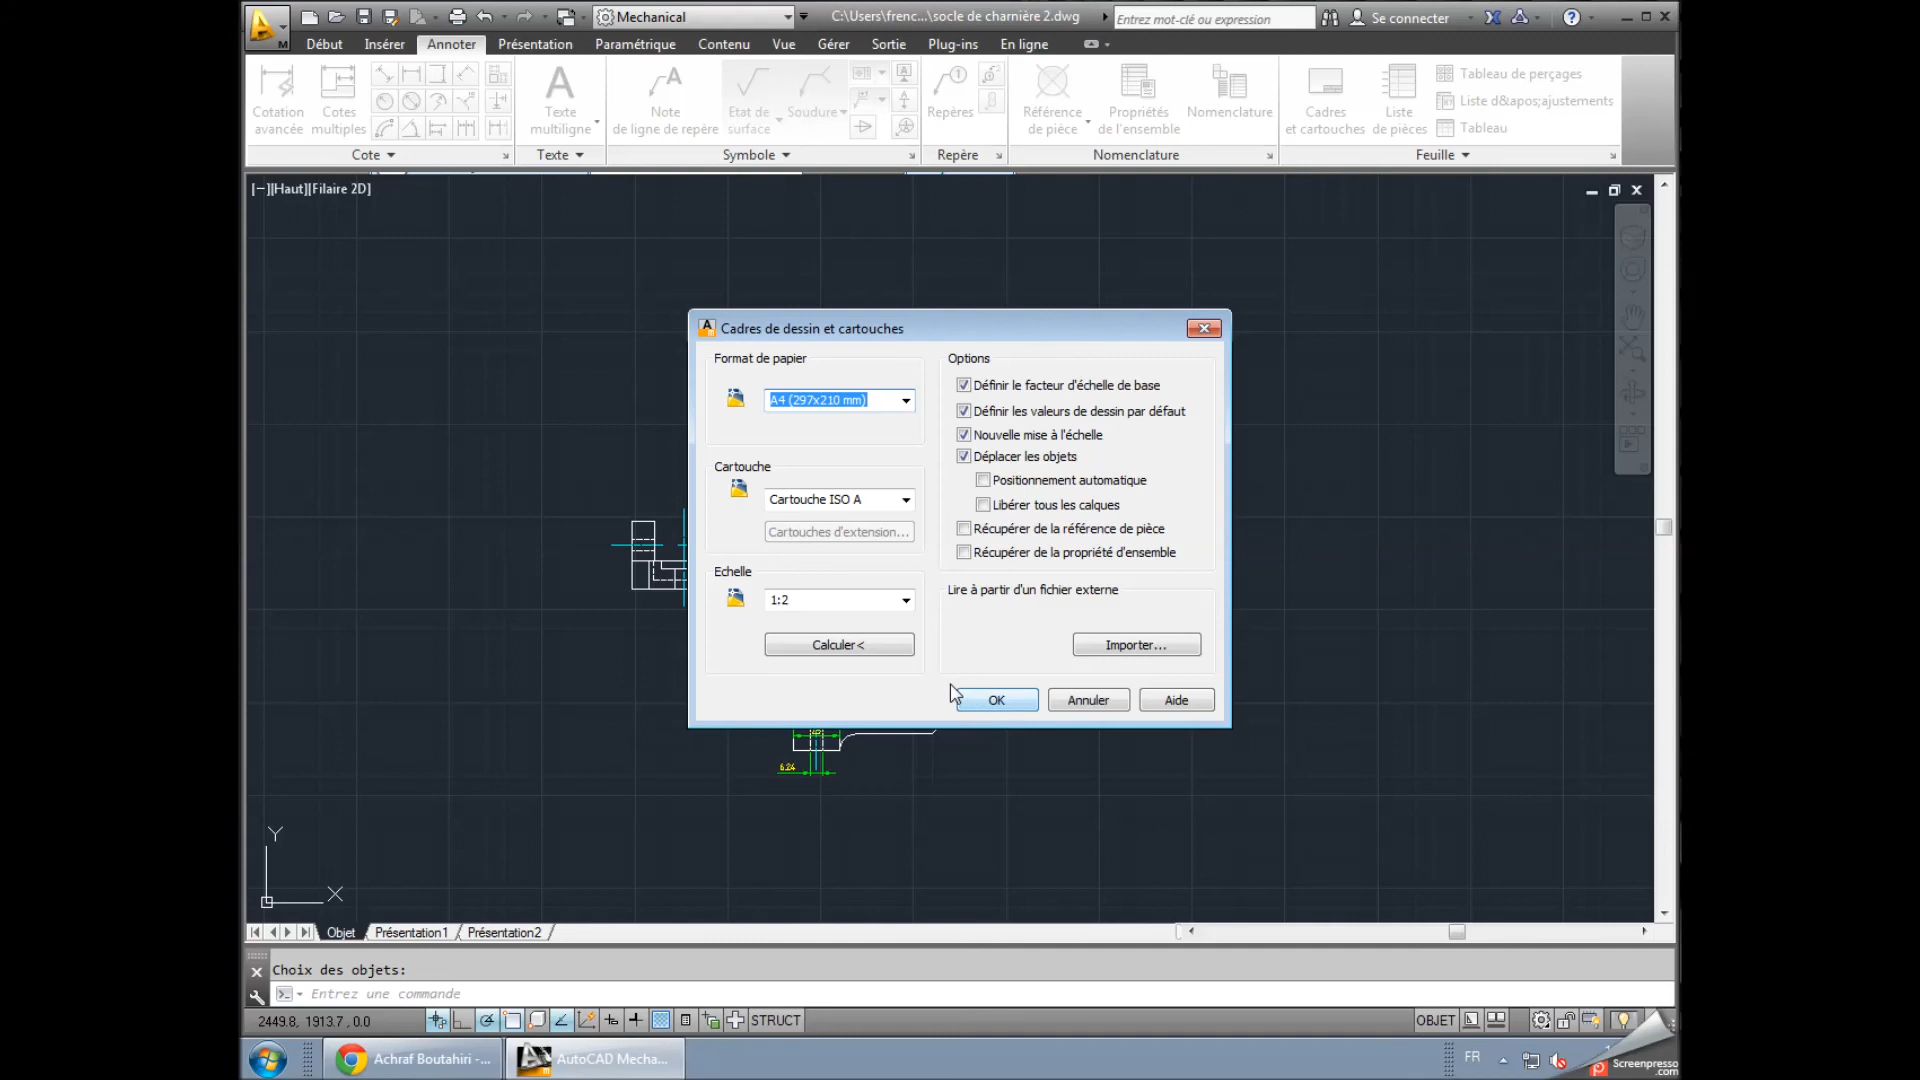 Mechanical
C:\Users\frenc...\socle de charnière 2.dwg
Entrez mot-clé ou expression
Se connecter
Début
Insérer
Annoter
Présentation
Paramétrique
Contenu
Vue
Gérer
Sortie
Plug-ins
En ligne
Cotation
avancée
Cotes
multiples
Texte
multiligne
Note
de ligne de repère
Etat de
surface
Soudure
Repères
Référence
de pièce
Propriétés
de l'ensemble
Nomenclature
Cadres
et cartouches
Liste
de pièces
Tableau de perçages
Liste d&apos;ajustements
Tableau
Cote
Texte
Symbole
Repère
Nomenclature
Feuille
[−][Haut][Filaire 2D]
Cadres de dessin et cartouches
Format de papier
A4 (297x210 mm)
Cartouche
Cartouche ISO A
Cartouches d'extension...
Echelle
1:2
Calculer<
Options
Définir le facteur d'échelle de base
Définir les valeurs de dessin par défaut
Nouvelle mise à l'échelle
Déplacer les objets
Positionnement automatique
Libérer tous les calques
Récupérer de la référence de pièce
Récupérer de la propriété d'ensemble
Lire à partir d'un fichier externe
Importer...
OK
Annuler
Aide
6.24
Y
X
Objet
Présentation1
Présentation2
Choix des objets:
Entrez une commande
2449.8, 1913.7 , 0.0
STRUCT
OBJET
Achraf Boutahiri -...
AutoCAD Mecha...
FR
Screenpresso
.com